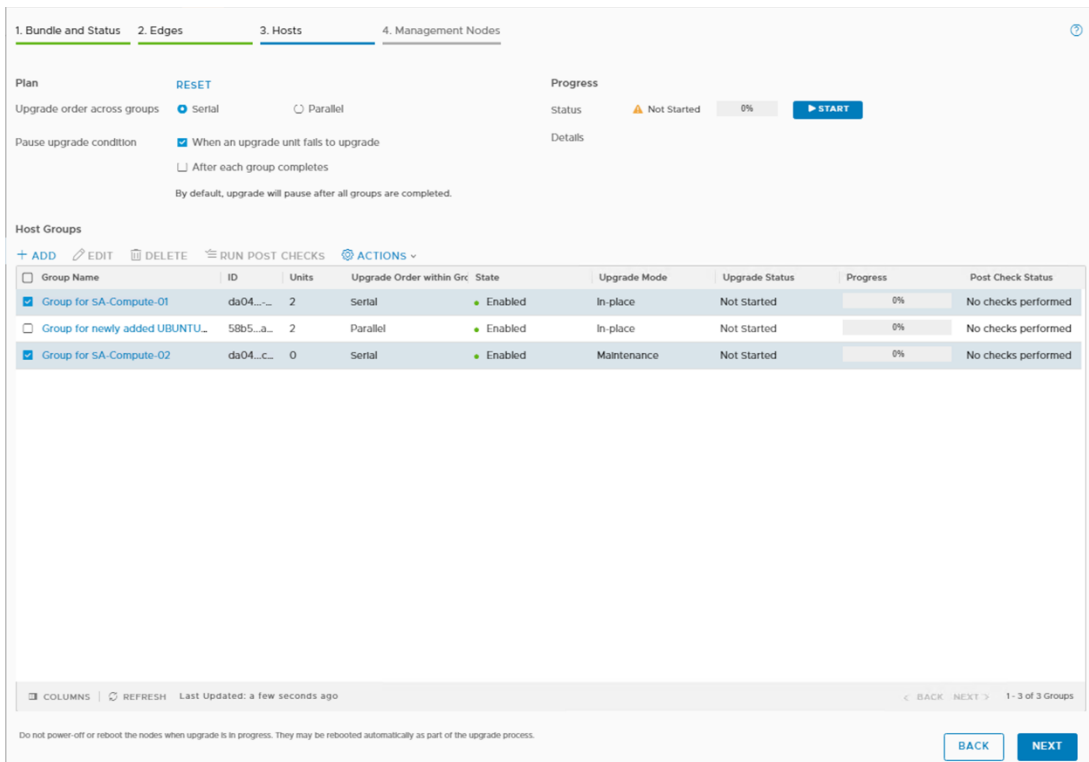 1. Bundle and Status 2. Edges 3. Hosts 4. Management Nodes
Plan RESET Progress
Upgrade order across groups Serial Parallel Status Not Started 0% START
Pause upgrade condition When an upgrade unit fails to upgrade Details
After each group completes
By default, upgrade will pause after all groups are completed.
Host Groups
+ ADD EDIT DELETE RUN POST CHECKS ACTIONS
Group Name ID Units Upgrade Order within Grc State Upgrade Mode Upgrade Status Progress Post Check Status
Group for SA-Compute-01 da04...-... 2 Serial Enabled In-place Not Started 0% No checks performed
Group for newly added UBUNTU... 58b5...a... 2 Parallel Enabled In-place Not Started 0% No checks performed
Group for SA-Compute-02 da04...c... 0 Serial Enabled Maintenance Not Started 0% No checks performed
COLUMNS REFRESH Last Updated: a few seconds ago BACK NEXT 1 - 3 of 3 Groups
Do not power-off or reboot the nodes when upgrade is in progress. They may be rebooted automatically as part of the upgrade process.
BACK NEXT